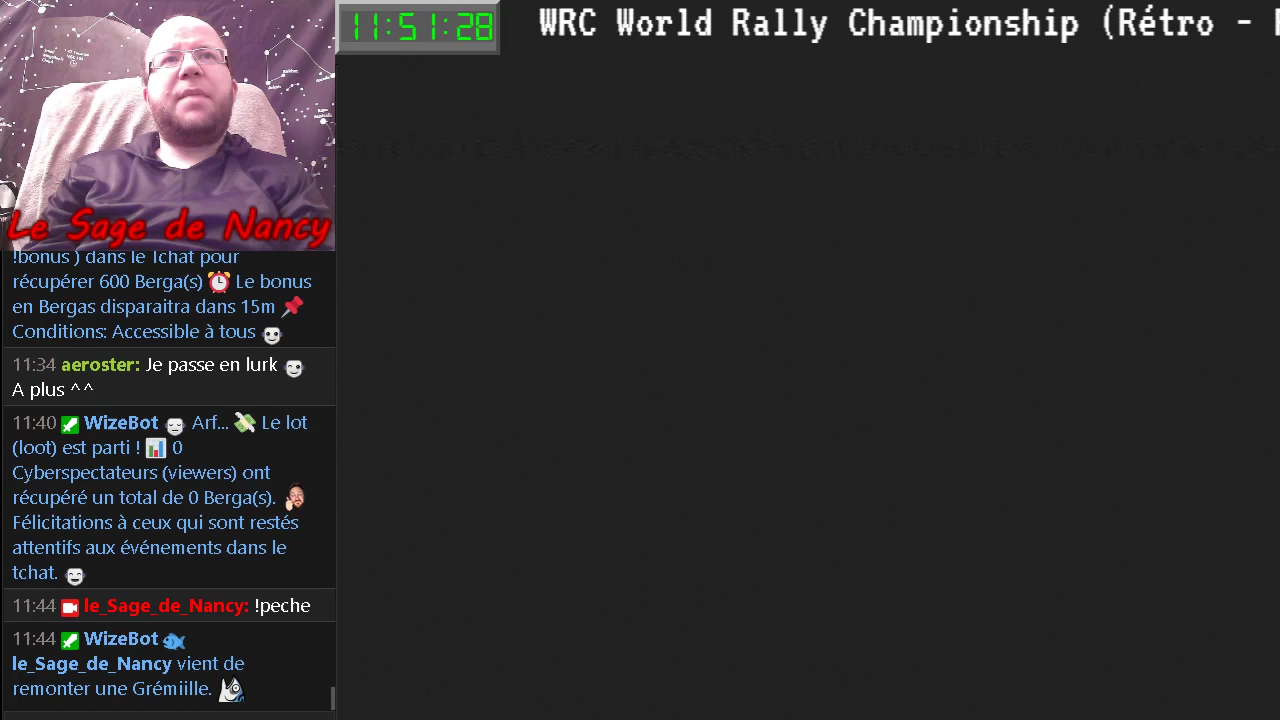 11:51:28
WRC World Rally Championship (Rétro -
Le Sage de Nancy
!bonus ) dans le Tchat pour
récupérer 600 Berga(s) Le bonus
en Bergas disparaitra dans 15m
Conditions: Accessible à tous
11:34 aeroster: Je passe en lurk
A plus ^^
11:40 WizeBot Arf... Le lot
(loot) est parti ! 0
Cyberspectateurs (viewers) ont
récupéré un total de 0 Berga(s).
Félicitations à ceux qui sont restés
attentifs aux événements dans le
tchat.
11:44 le_Sage_de_Nancy: !peche
11:44 WizeBot
le_Sage_de_Nancy vient de
remonter une Grémiille.